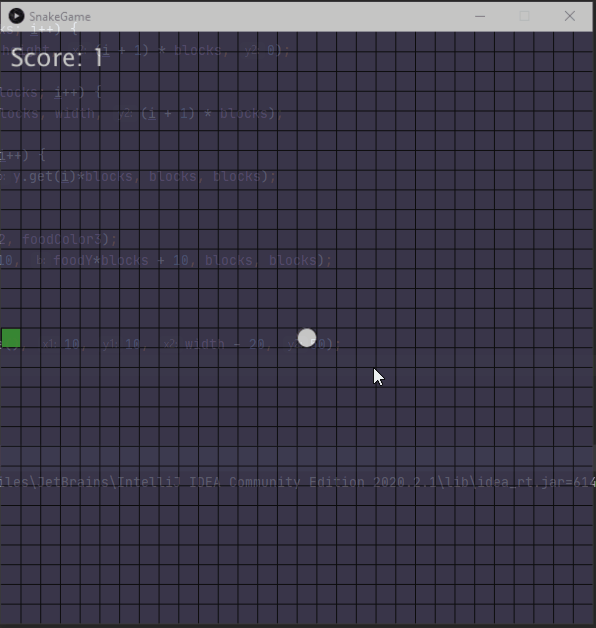 SnakeGame
i++) {
i + 1) * blocks, y2: 0);
Score: 1
locks; i++) {
locks, width, y2: (i + 1) * blocks);
i++) {
y.get(i)*blocks, blocks, blocks);
2, foodColor3);
10, b: foodY*blocks + 10, blocks, blocks);
x1: 10, y1: 10, x2: width - 20,
iles\JetBrains\IntelliJ IDEA Community Edition 2020.2.1\lib\idea_rt.jar=614